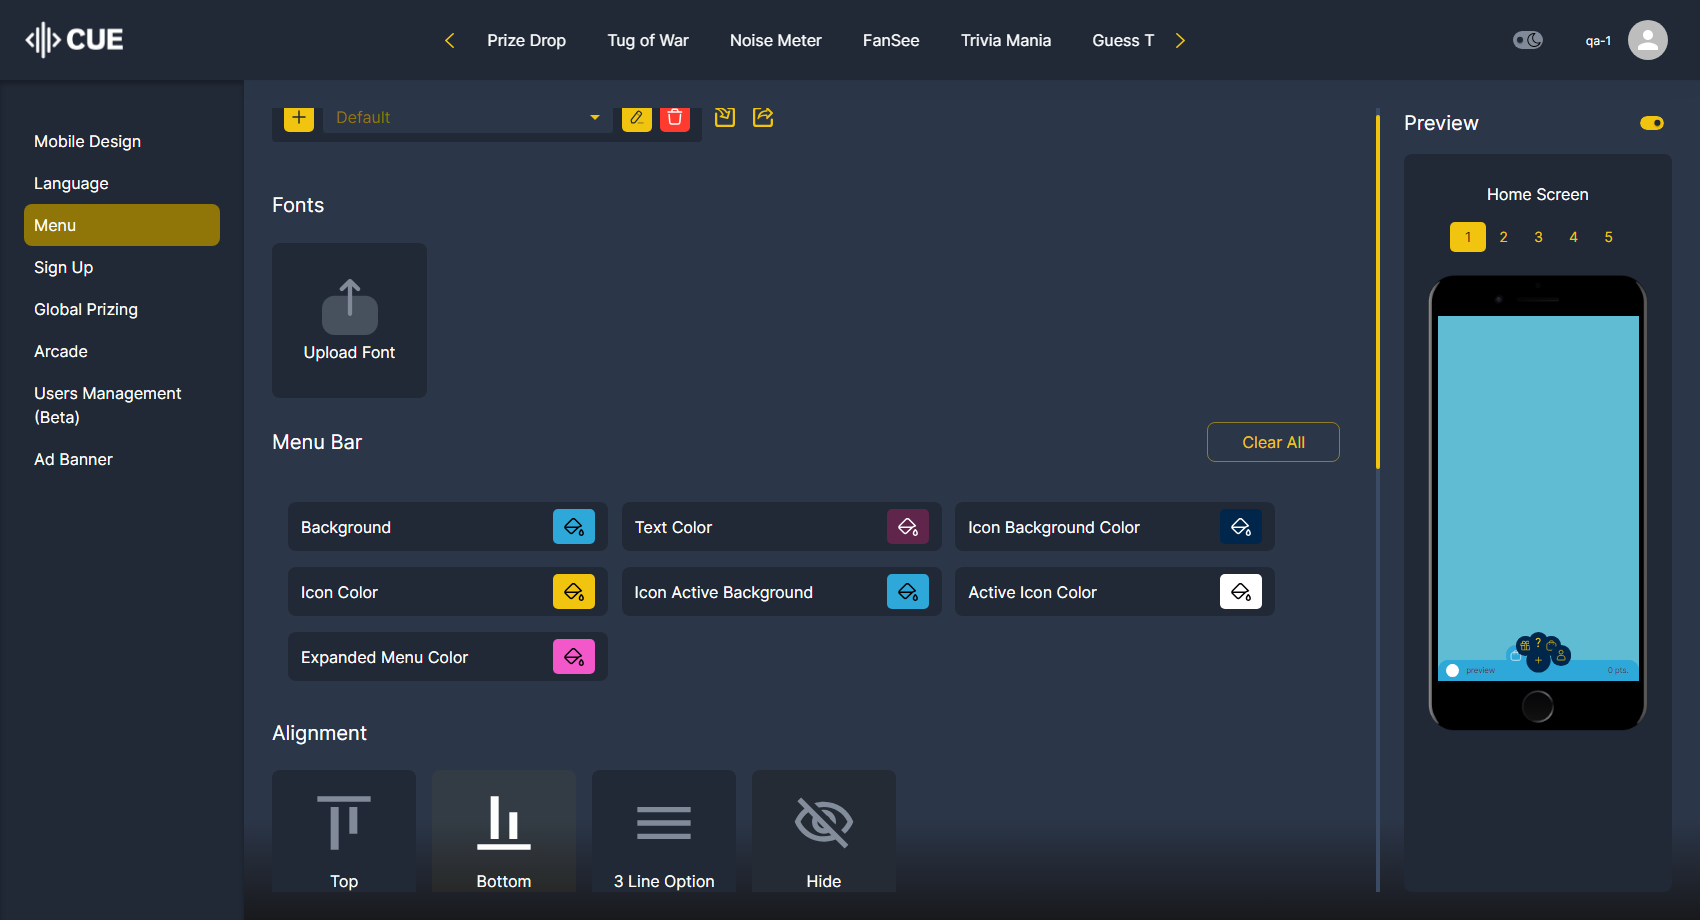 CUE
Prize Drop
Tug of War
Noise Meter
FanSee
Trivia Mania
Guess T
qa-1
Mobile Design
Language
Menu
Sign Up
Global Prizing
Arcade
Users Management
(Beta)
Ad Banner
Default
Fonts
Upload Font
Menu Bar
Clear All
Background
Text Color
Icon Background Color
Icon Color
Icon Active Background
Active Icon Color
Expanded Menu Color
Alignment
Top
Bottom
3 Line Option
Hide
Preview
Home Screen
1 2 3 4 5
?
+
preview
0 pts.